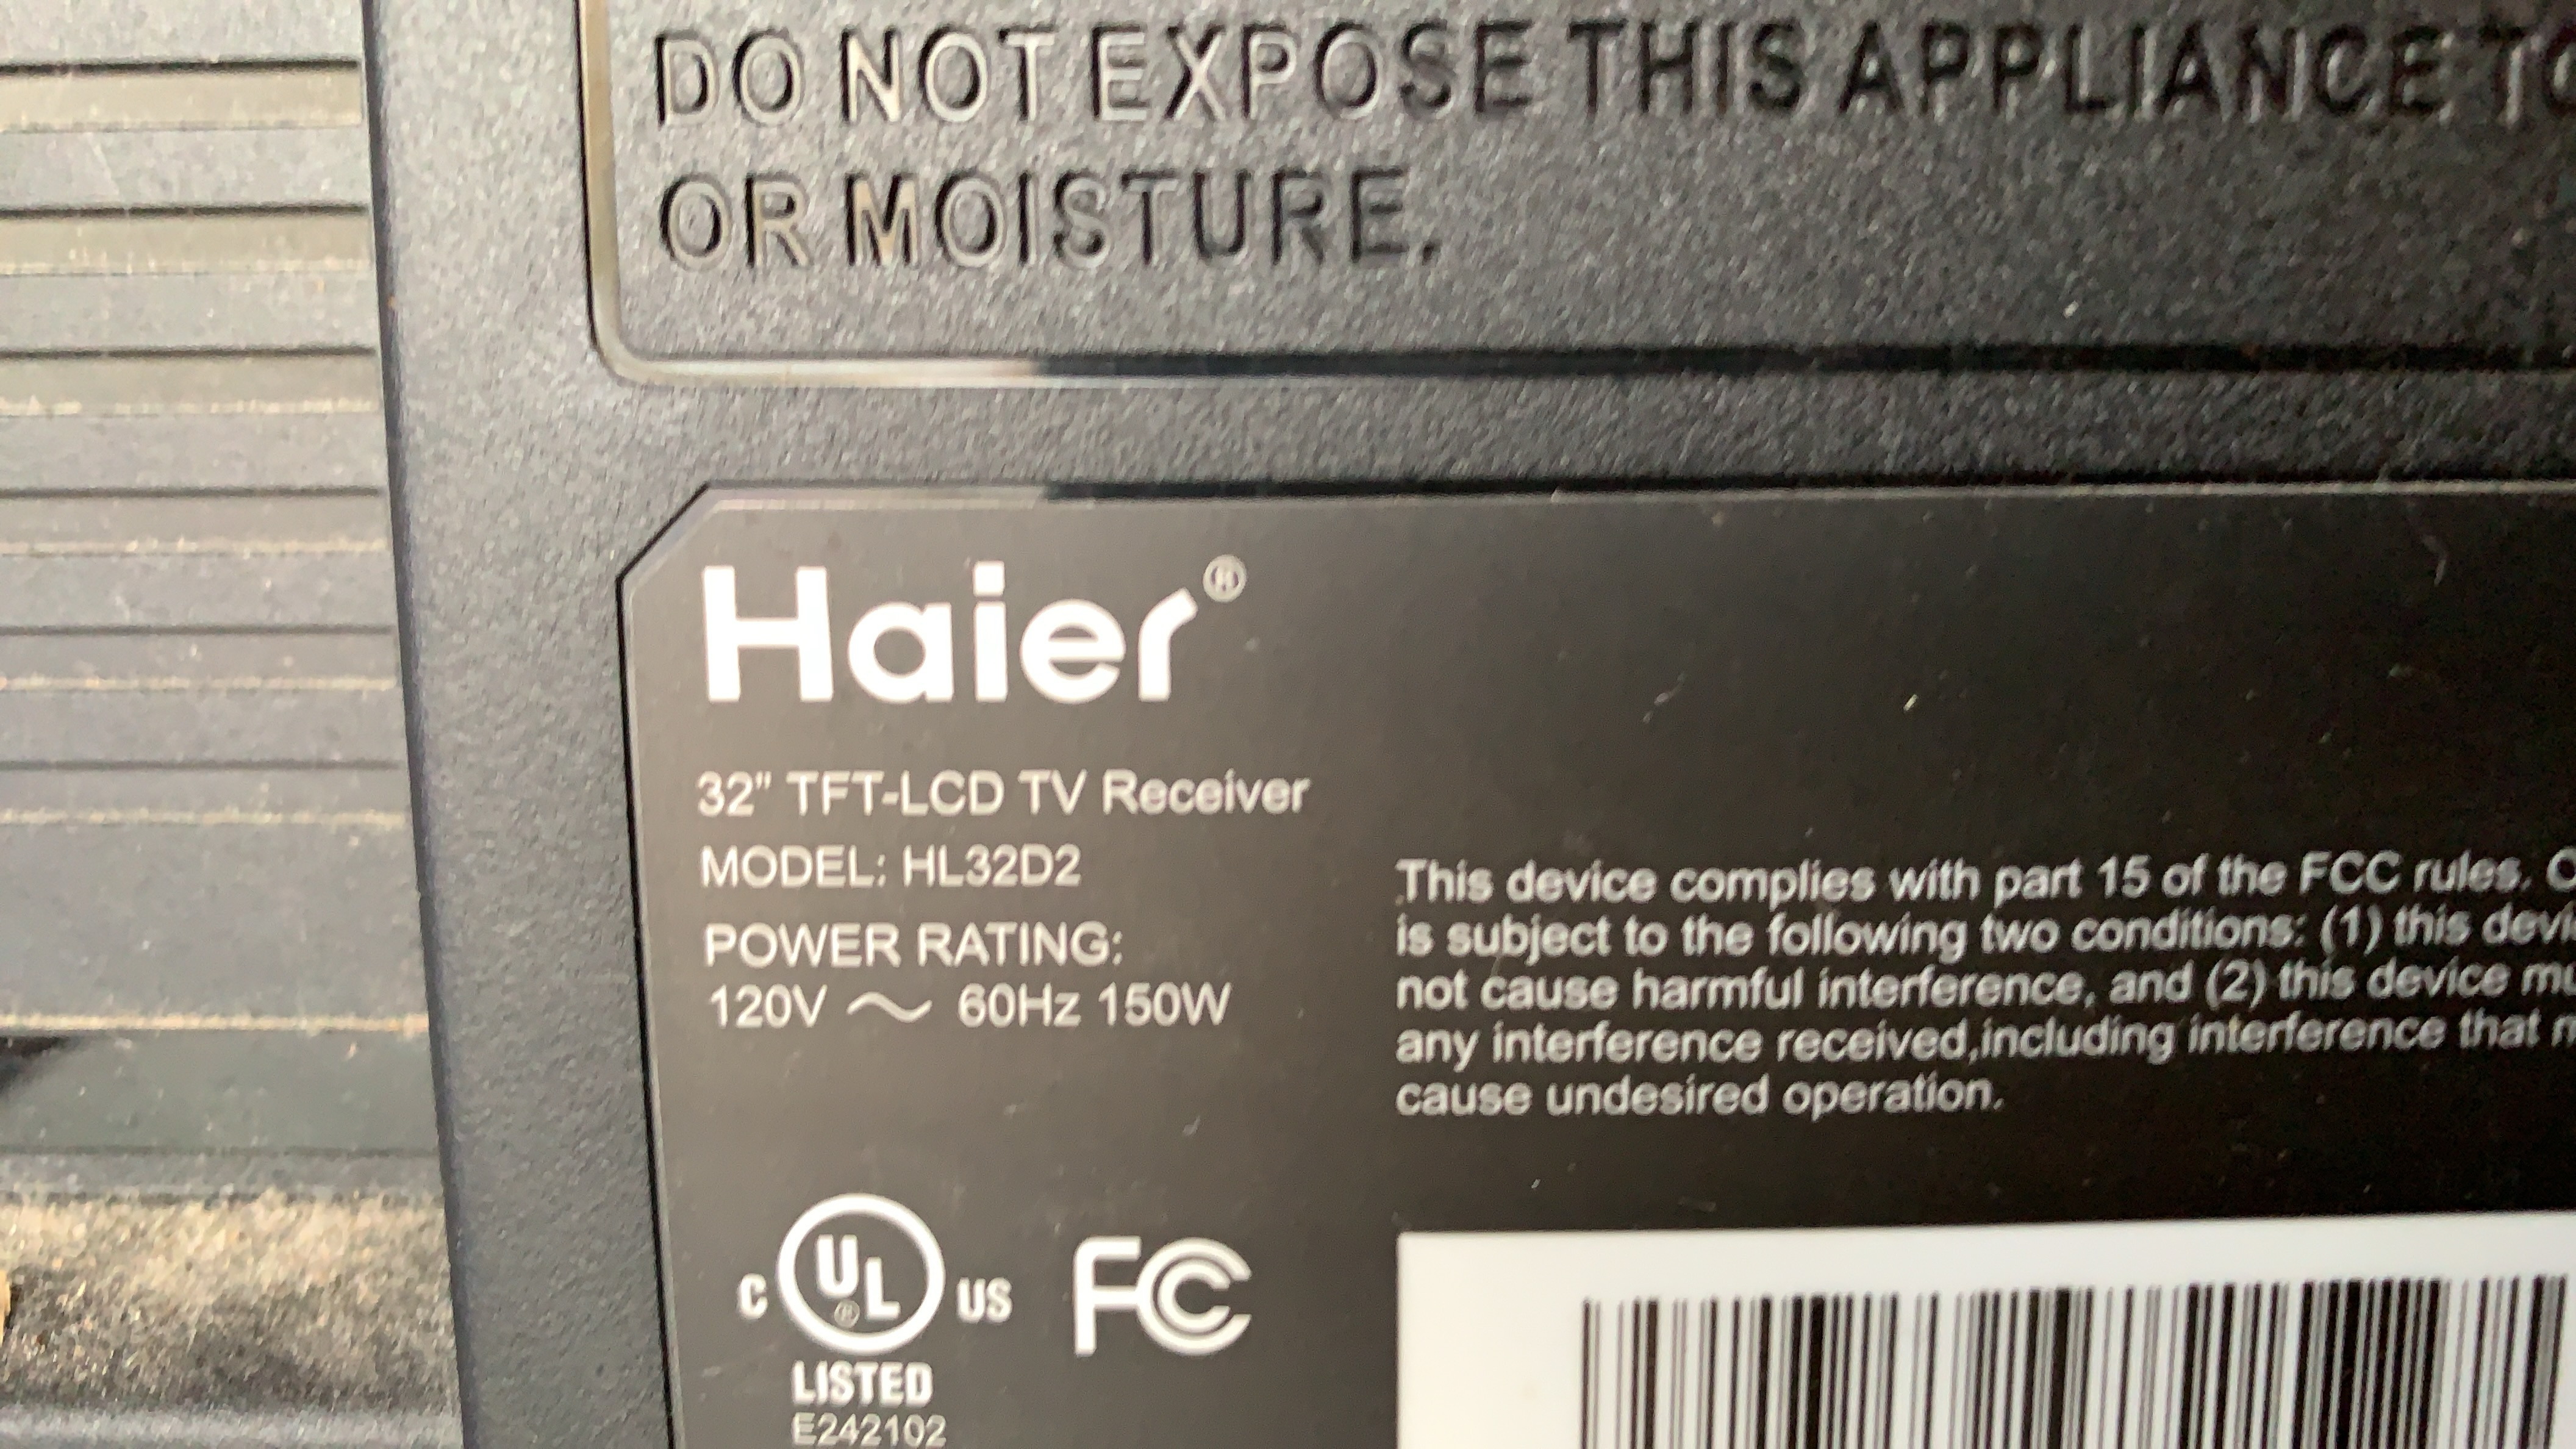 DO NOT EXPOSE THIS APPLIANCE
OR MOISTURE.
Haier®
32" TFT-LCD TV Receiver
MODEL: HL32D2
POWER RATING:
120V ~ 60Hz 150W
This device complies with part 15 of the FCC rules.
is subject to the following two conditions: (1) this
not cause harmful interference, and (2) this device
any interference received,including interference that
cause undesired operation.
C UL® US FC
LISTED
E242102